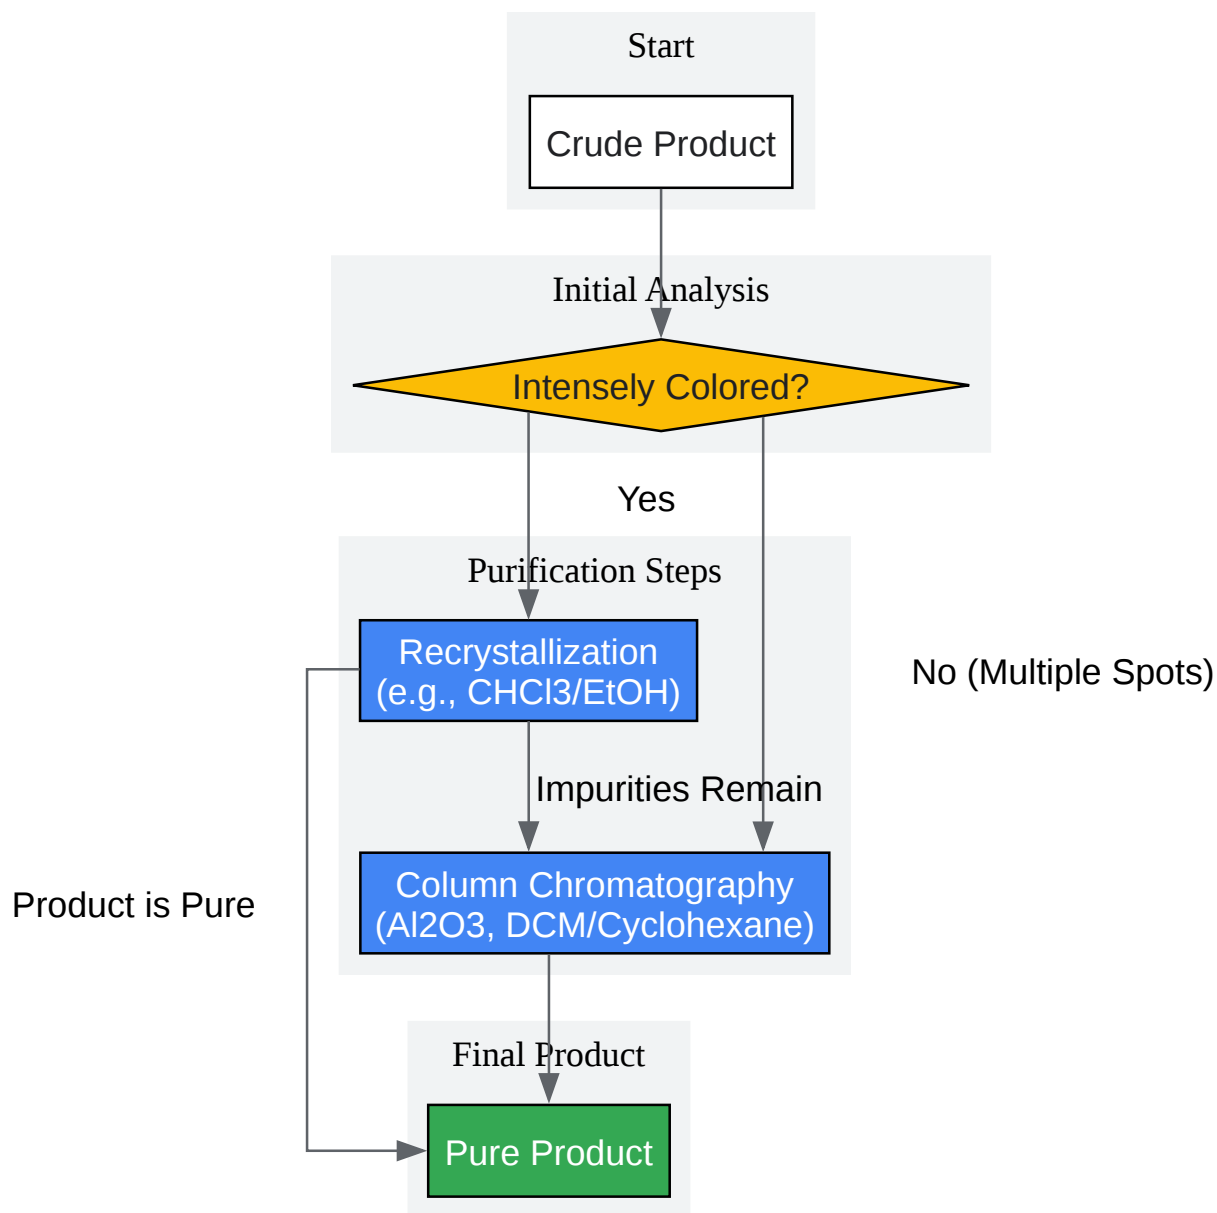 Start
Crude Product
Initial Analysis
Intensely Colored?
Yes
Purification Steps
Recrystallization
(e.g., CHCl3/EtOH)
No (Multiple Spots)
Impurities Remain
Column Chromatography
(Al2O3, DCM/Cyclohexane)
Product is Pure
Final Product
Pure Product